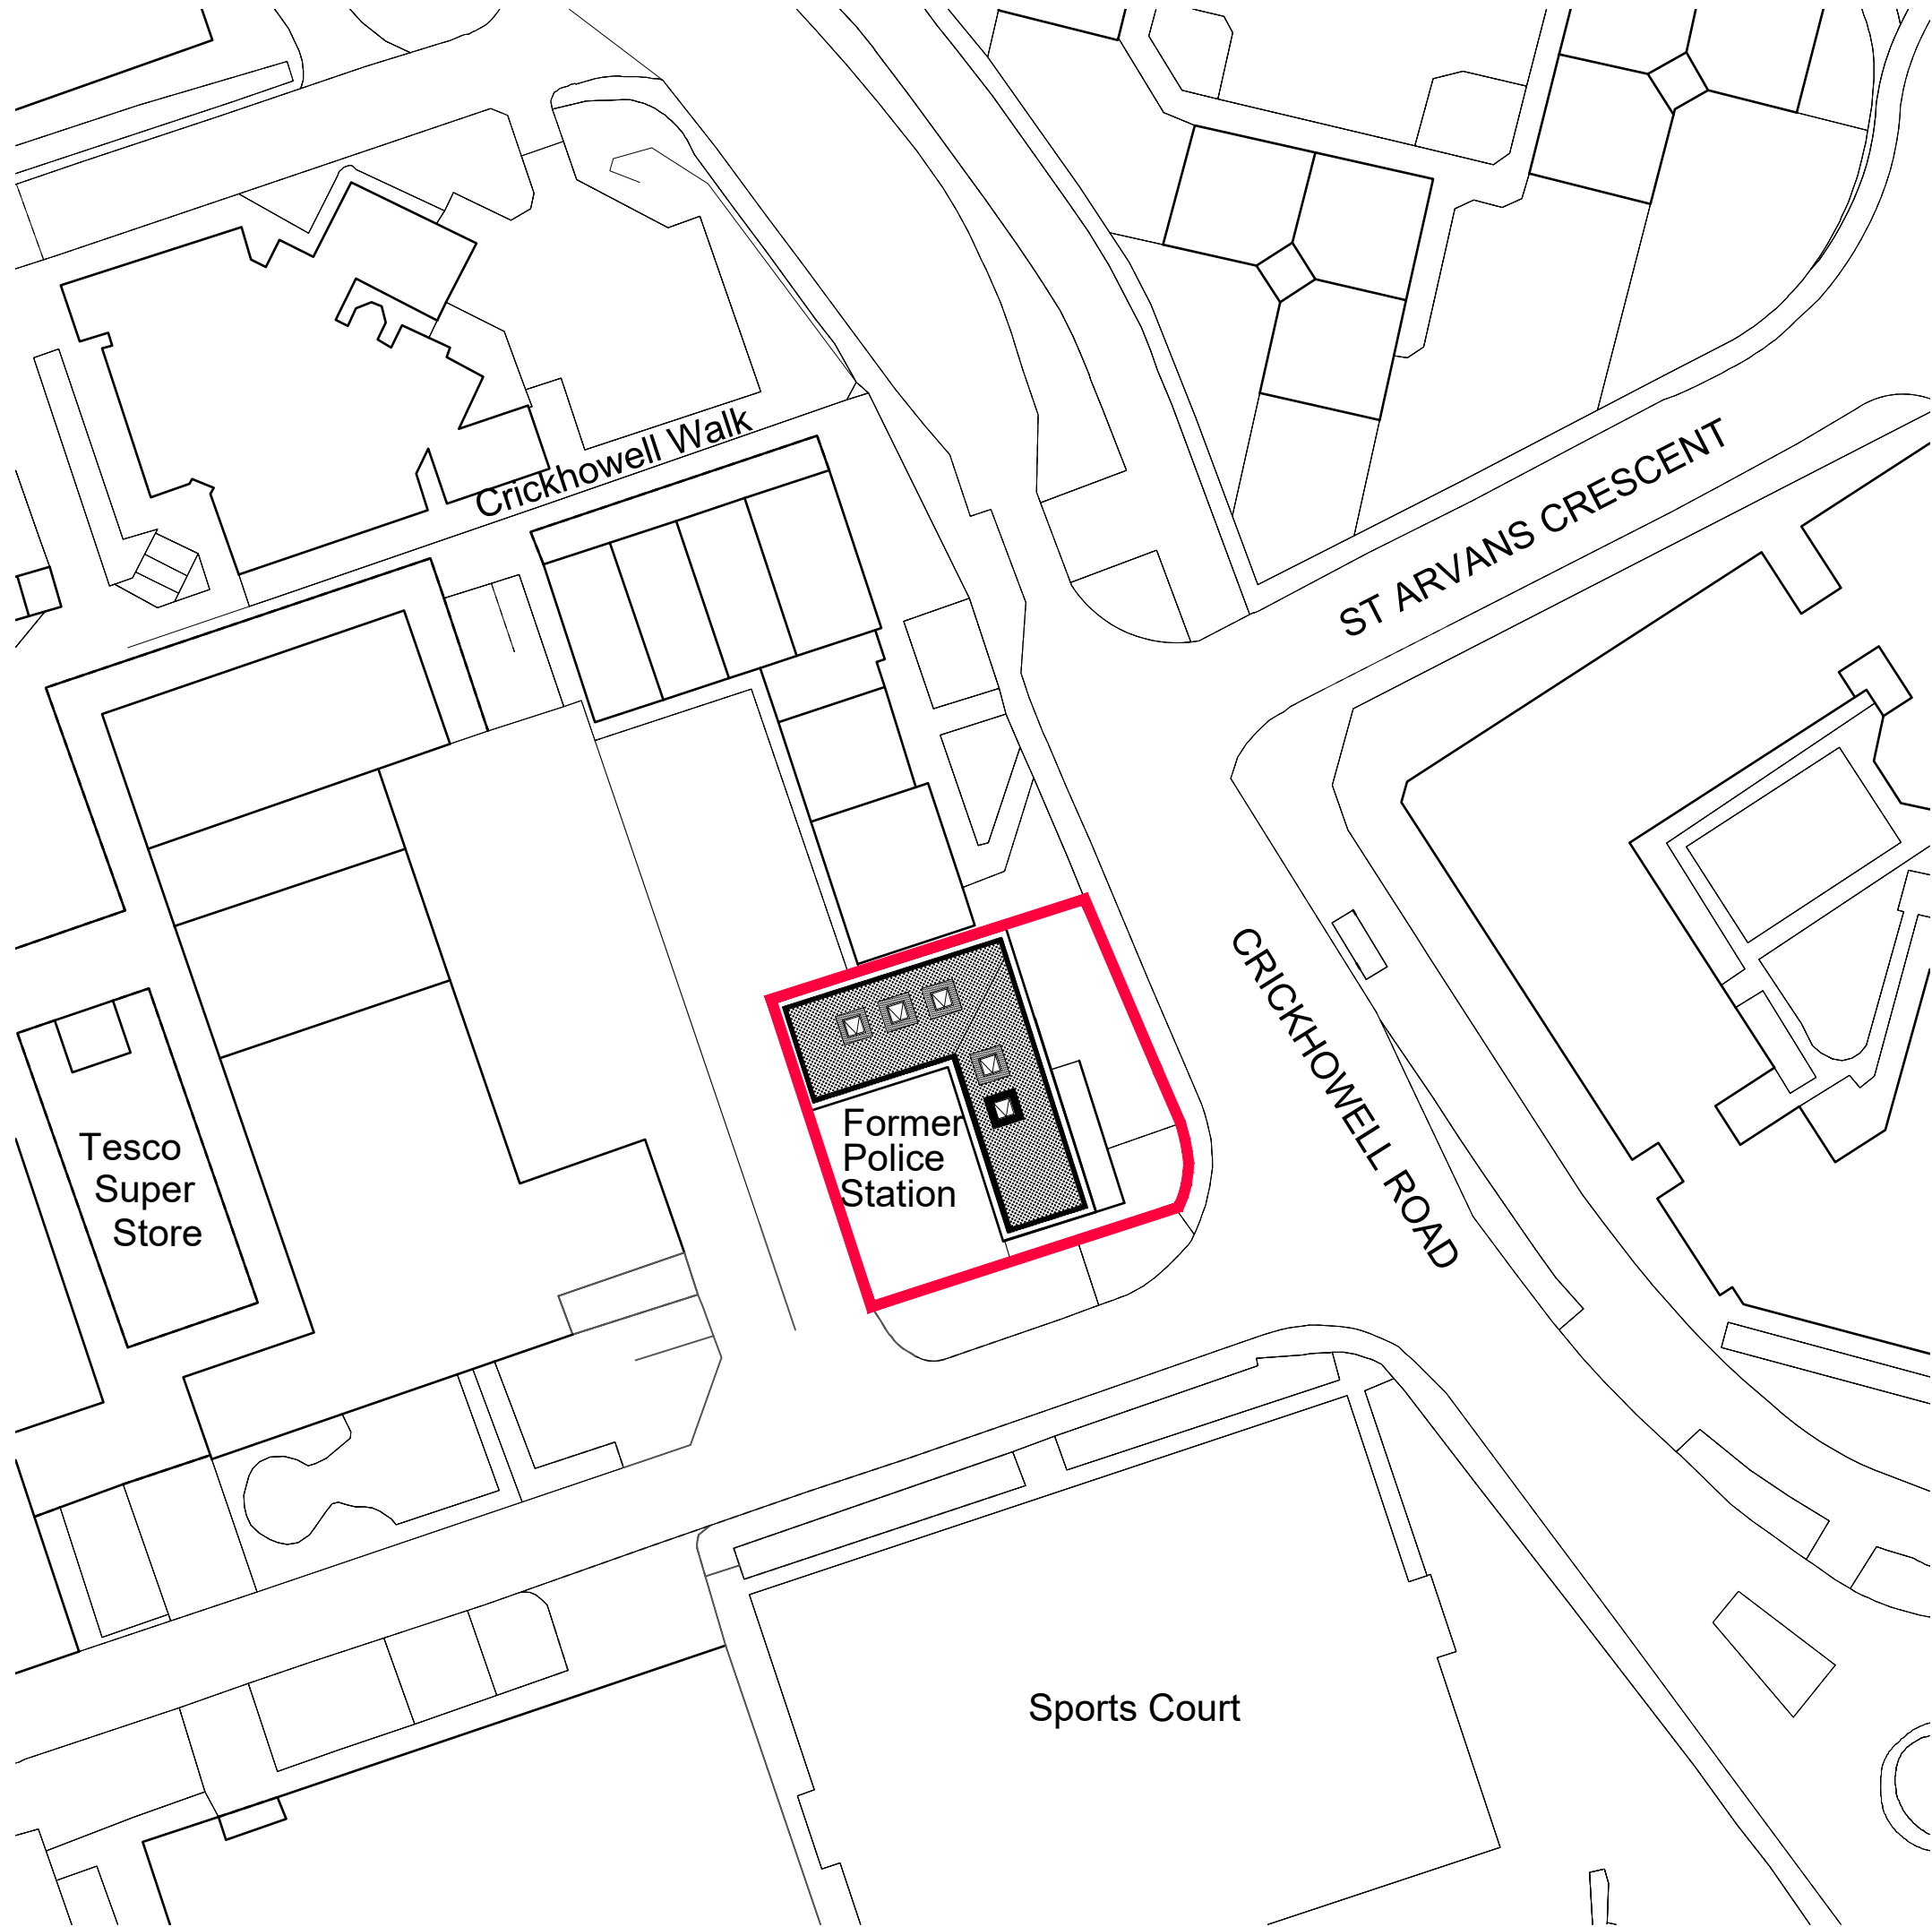 Crickhowell Walk
ST ARVANS CRESCENT
CRICKHOWELL ROAD
Former
Police
Station
Tesco
Super
Store
Sports Court